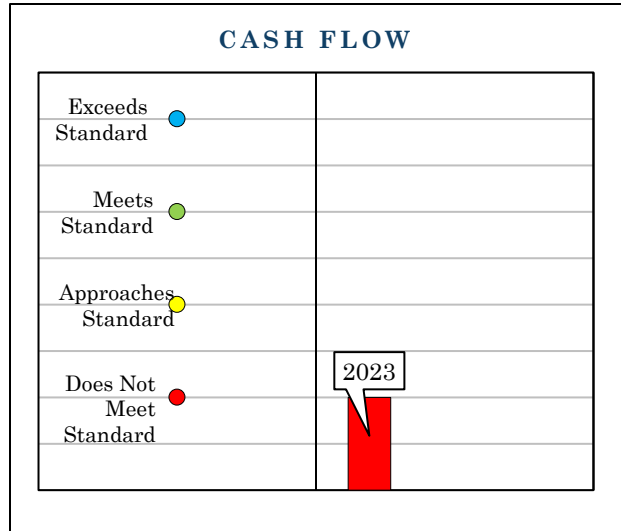 CASH FLOW
Exceeds
Standard
Meets
Standard
Approaches
Standard
Does Not
Meet
Standard
2023